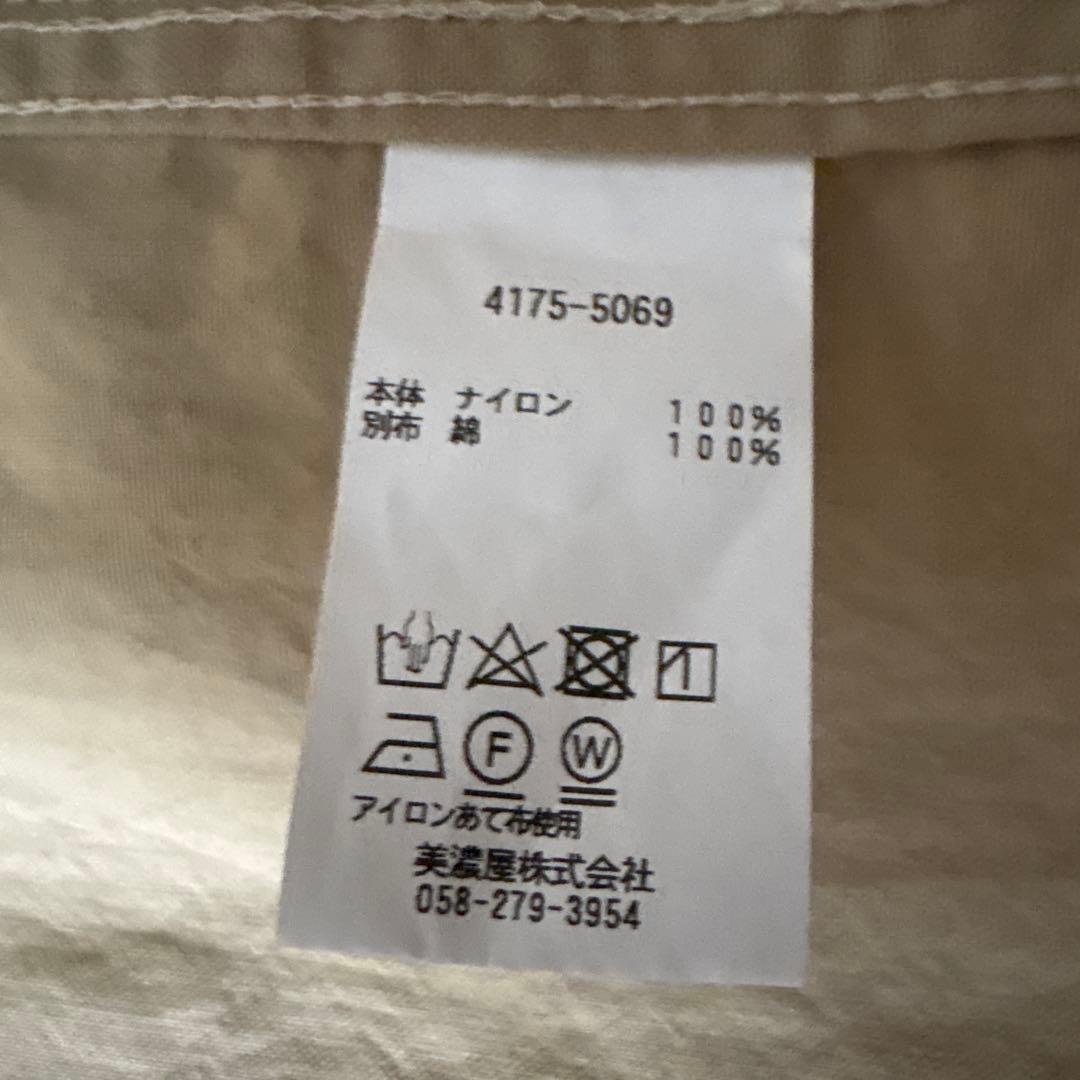 4175-5069
本体 ナイロン 100%
別布 綿 100%
F W
アイロンあて布使用
美濃屋株式会社
058-279-3954